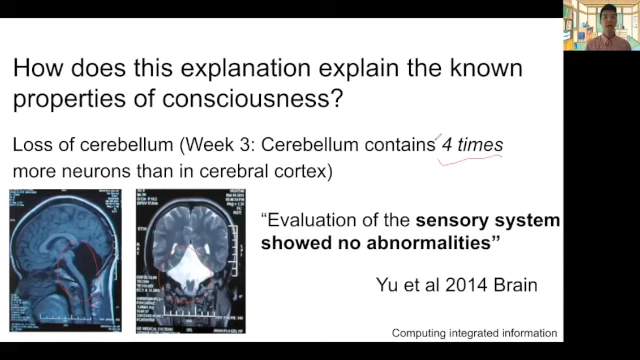 How does this explanation explain the known
properties of consciousness?
Loss of cerebellum (Week 3: Cerebellum contains 4 times
more neurons than in cerebral cortex)
“Evaluation of the sensory system
showed no abnormalities”
Yu et al 2014 Brain
Computing integrated information